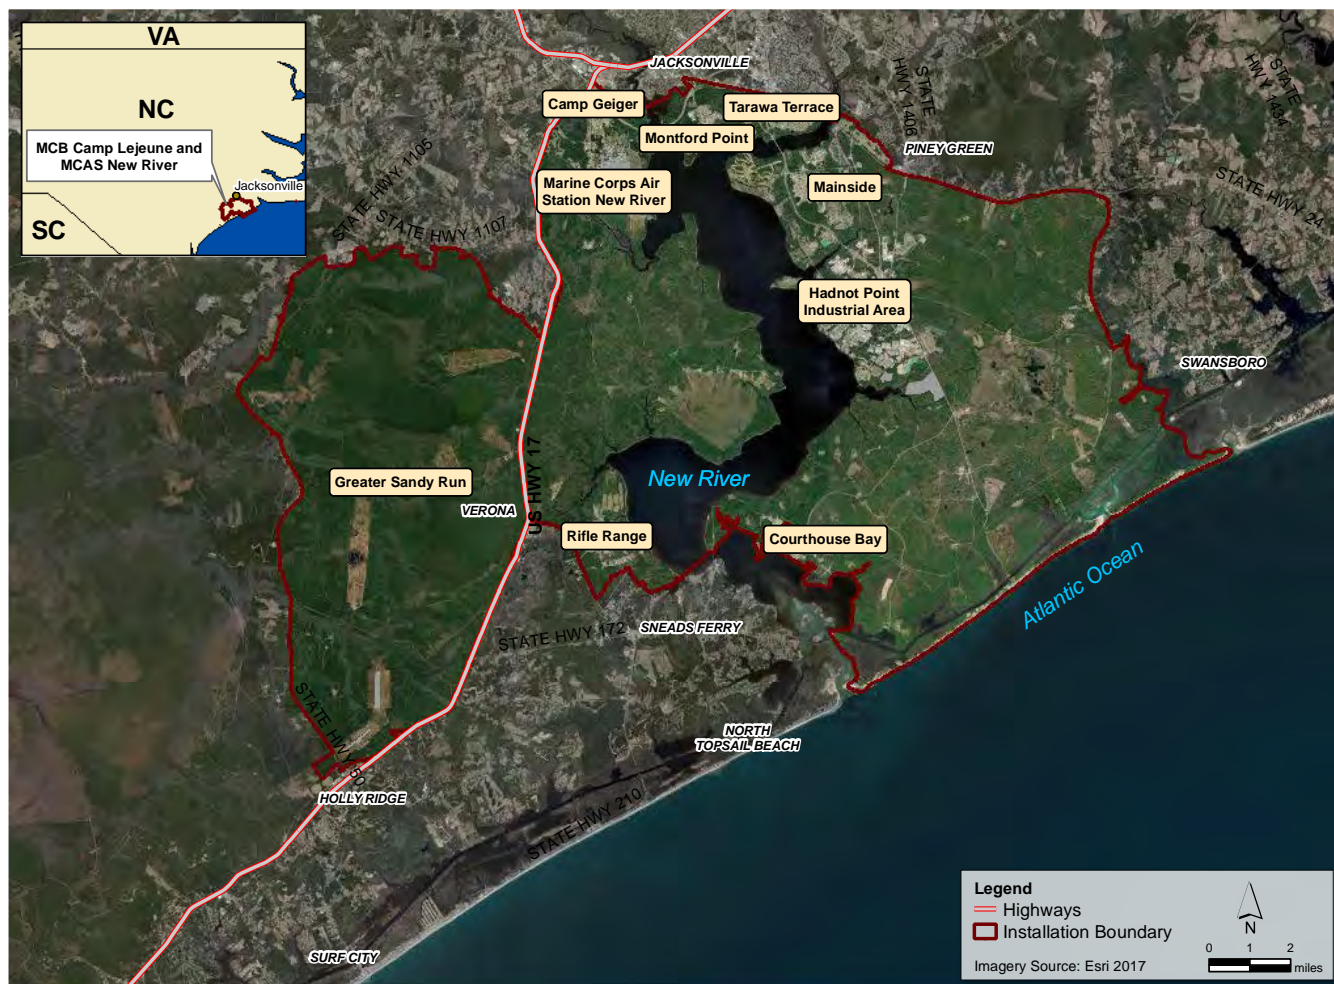 VA
NC
MCB Camp Lejeune and
MCAS New River
Jacksonville
SC
JACKSONVILLE
Camp Geiger
Tarawa Terrace
Montford Point
STATE
HWY 1406
STATE
HWY 1434
PINEY GREEN
Marine Corps Air
Station New River
Mainside
STATE HWY 1105
STATE HWY 1107
STATE HWY 24
Hadnot Point
Industrial Area
SWANSBORO
Greater Sandy Run
New River
VERONA
US HWY 17
Rifle Range
Courthouse Bay
Atlantic Ocean
STATE HWY 172
SNEADS FERRY
STATE HWY 50
NORTH
TOPSAIL BEACH
HOLLY RIDGE
STATE HWY 210
SURF CITY
Legend
Highways
Installation Boundary
Imagery Source: Esri 2017
N
0 1 2
miles